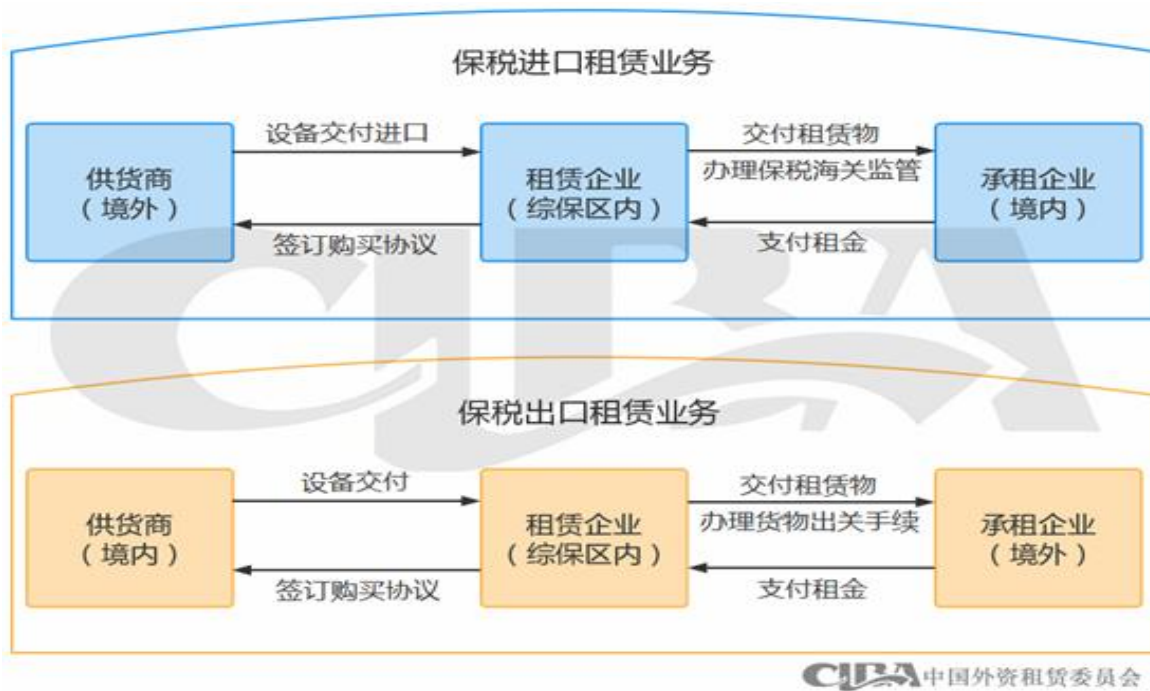 保税进口租赁业务
设备交付进口
交付租赁物
供货商
（境外）
租赁企业
（综保区内）
办理保税海关监管
承租企业
（境内）
签订购买协议
支付租金
保税出口租赁业务
设备交付
交付租赁物
供货商
（境内）
租赁企业
（综保区内）
办理货物出关手续
承租企业
（境外）
签订购买协议
支付租金
CIBA
CIBA中国外资租赁委员会